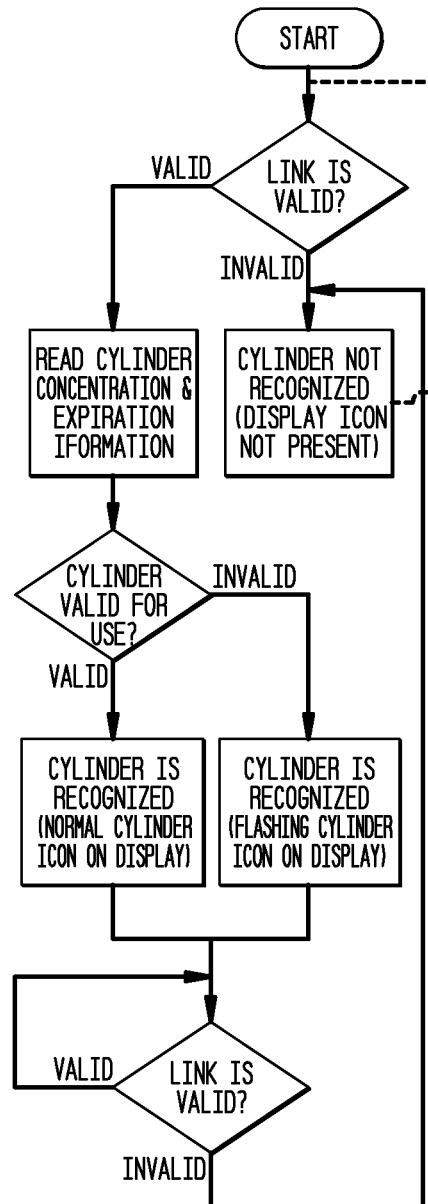 START
LINK IS
VALID?
VALID
INVALID
READ CYLINDER
CONCENTRATION &
EXPIRATION
IFORMATION
CYLINDER NOT
RECOGNIZED
(DISPLAY ICON
NOT PRESENT)
CYLINDER
VALID FOR
USE?
INVALID
VALID
CYLINDER IS
RECOGNIZED
(NORMAL CYLINDER
ICON ON DISPLAY)
CYLINDER IS
RECOGNIZED
(FLASHING CYLINDER
ICON ON DISPLAY)
LINK IS
VALID?
VALID
INVALID